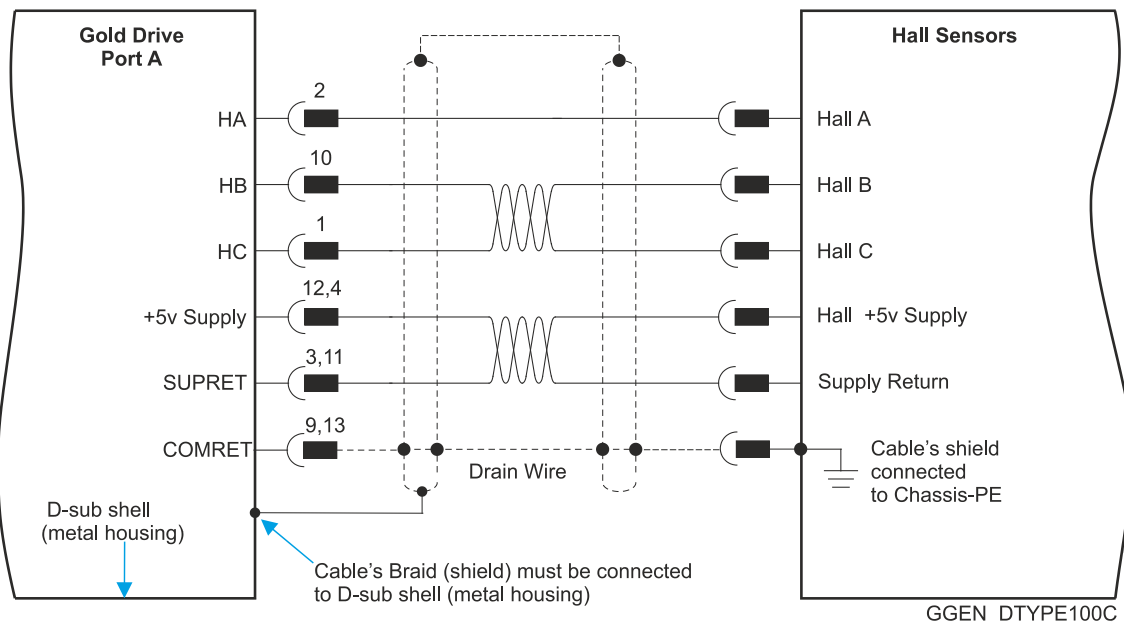 Gold Drive
Port A
Hall Sensors
2
HA
Hall A
10
HB
Hall B
1
HC
Hall C
12,4
+5v Supply
Hall +5v Supply
3,11
SUPRET
Supply Return
9,13
COMRET
Drain Wire
Cable's shield
connected
to Chassis-PE
D-sub shell
(metal housing)
Cable's Braid (shield) must be connected
to D-sub shell (metal housing)
GGEN_DTYPE100C